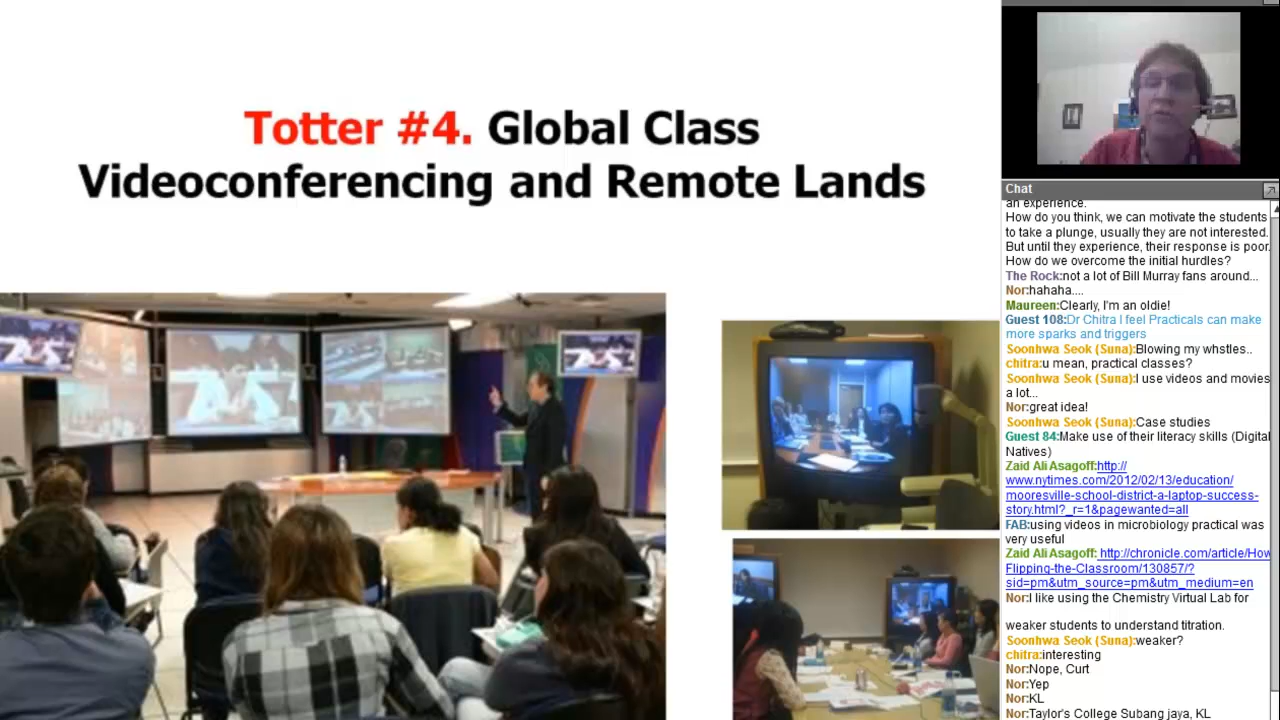 Totter #4. Global Class
Videoconferencing and Remote Lands
Chat
an experience.
How do you think, we can motivate the students
to take a plunge, usually they are not interested.
But until they experience, their response is poor.
How do we overcome the initial hurdles?
The Rock:not a lot of Bill Murray fans around...
Nor:hahaha....
Maureen:Clearly, I'm an oldie!
Guest 108:Dr Chitra I feel Practicals can make
more sparks and triggers
Soonhwa Seok (Suna):Blowing my whstles..
chitra:u mean, practical classes?
Soonhwa Seok (Suna):I use videos and movies
a lot...
Nor:great idea!
Soonhwa Seok (Suna):Case studies
Guest 84:Make use of their literacy skills (Digital
Natives)
Zaid Ali Asagoff:http://
www.nytimes.com/2012/02/13/education/
mooresville-school-district-a-laptop-success-
story.html?_r=1&pagewanted=all
FAB:using videos in microbiology practical was
very useful
Zaid Ali Asagoff: http://chronicle.com/article/How
Flipping-the-Classroom/130857/?
sid=pm&utm_source=pm&utm_medium=en
Nor:I like using the Chemistry Virtual Lab for
weaker students to understand titration.
Soonhwa Seok (Suna):weaker?
chitra:interesting
Nor:Nope, Curt
Nor:Yep
Nor:KL
Nor:Taylor's College Subang jaya, KL